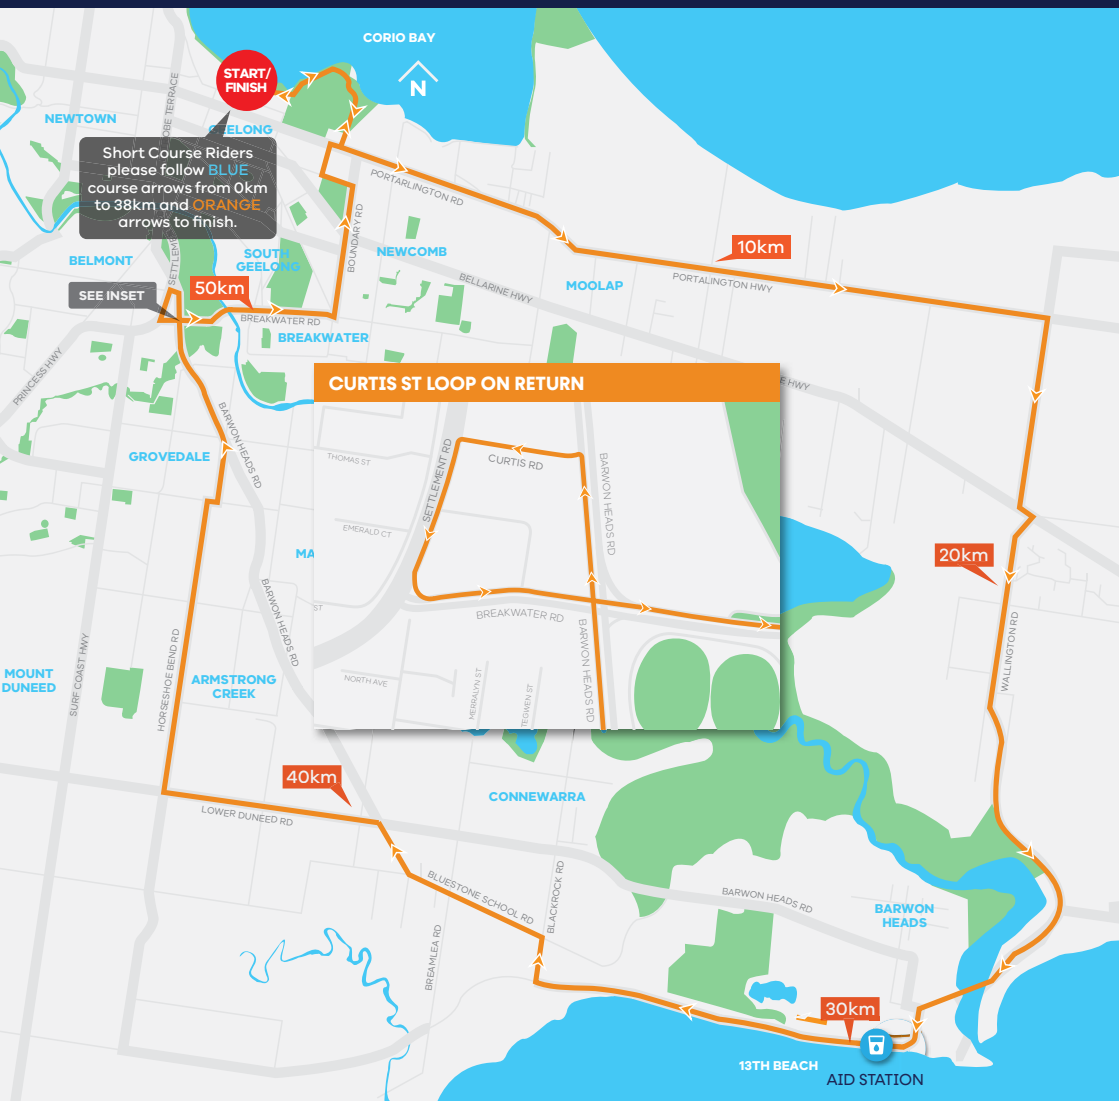 CORIO BAY
N
START/
FINISH
NEWTOWN
GEELONG
Short Course Riders
please follow BLUE
course arrows from 0km
to 38km and ORANGE
arrows to finish.
PORTARLINGTON RD
BOUNDARY RD
SOUTH
GEELONG
NEWCOMB
10km
BELMONT
BELLARINE HWY
MOOLAP
PORTALINGTON HWY
SEE INSET
50km
BREAKWATER RD
BREAKWATER
PRINCESS HWY
CURTIS ST LOOP ON RETURN
E HWY
BARWON HEADS RD
GROVEDALE
THOMAS ST
SETTLEMENT RD
CURTIS RD
BARWON HEADS RD
EMERALD CT
MA
20km
ST
BREAKWATER RD
BARWON HEADS RD
BARWON HEADS RD
WALLINGTON RD
NORTH AVE
MERRALYN ST
TEGWEN ST
MOUNT
DUNEED
SURF COAST HWY
HORSESHOE BEND RD
ARMSTRONG
CREEK
40km
LOWER DUNEED RD
CONNEWARRA
BLUESTONE SCHOOL RD
BLACKROCK RD
BARWON HEADS RD
BARWON
HEADS
BREAMLEA RD
30km
13TH BEACH
AID STATION